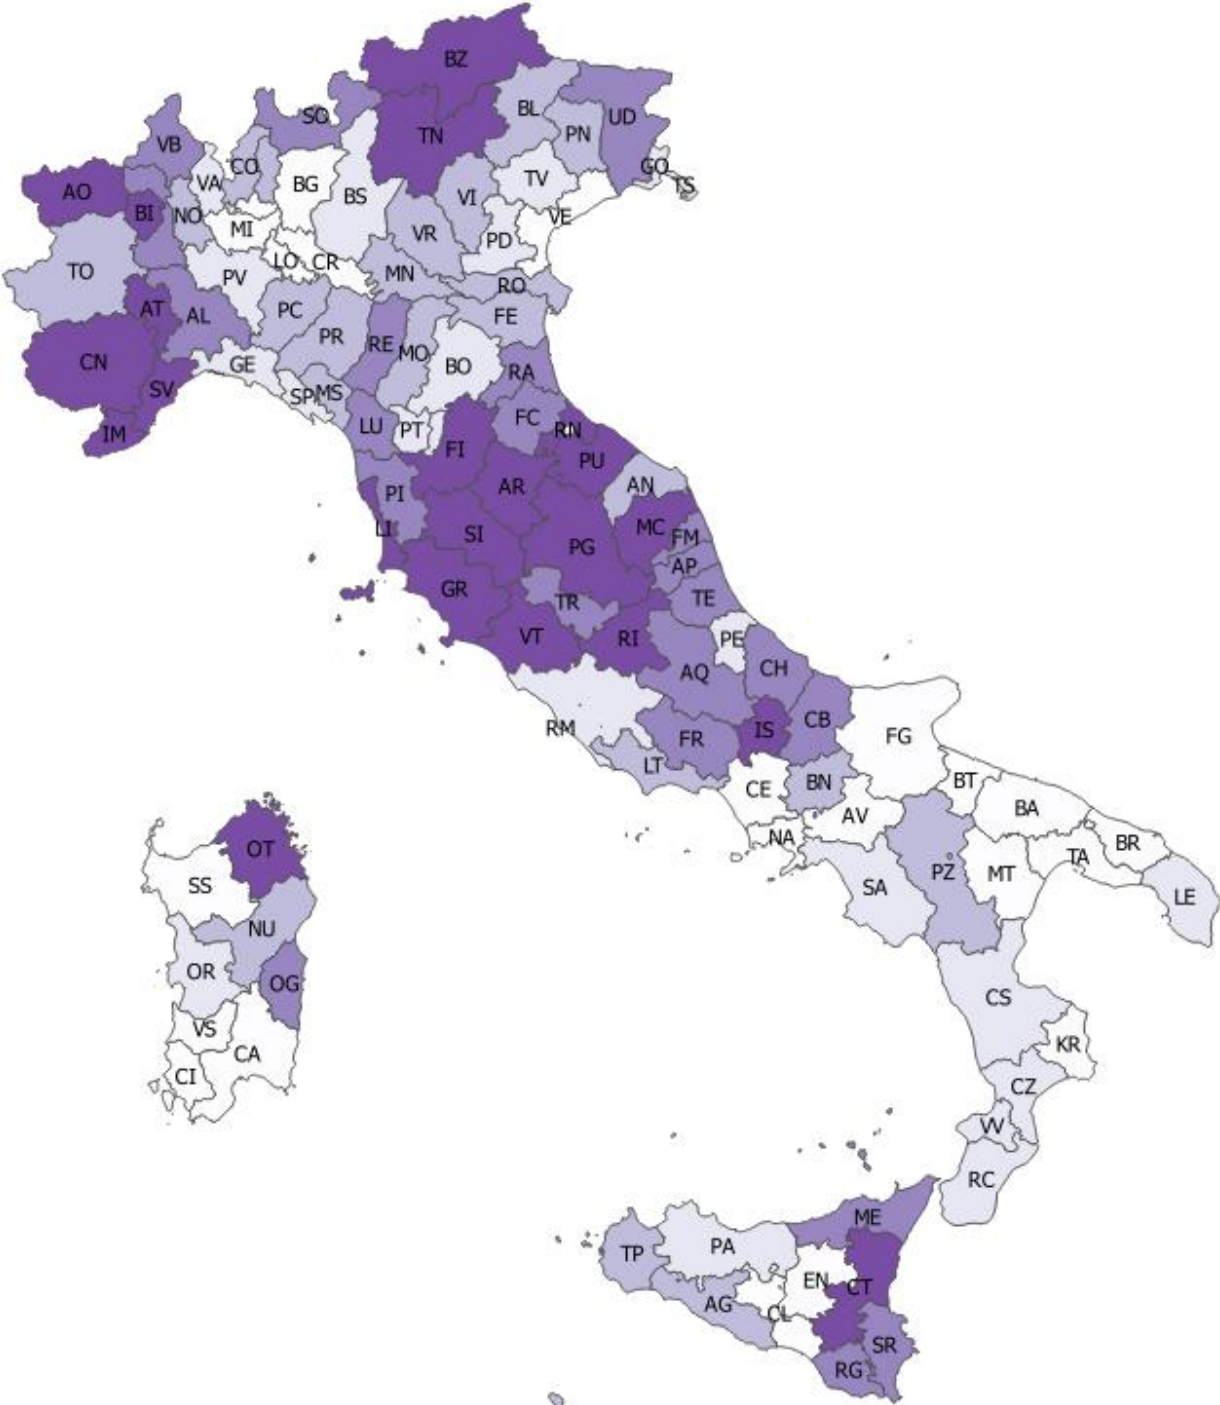 BZ
BL
UD
SO
TN
PN
VB
CO
GO
TS
AO
VA
BG
BS
TV
BI
NO
VI
VE
MI
VR
PD
TO
LO
CR
PV
MN
RO
AT
AL
PC
FE
PR
RE
MO
CN
GE
BO
RA
SV
SP
MS
IM
LU
PT
FC
RN
FI
PU
PI
AR
AN
LI
SI
PG
MC
FM
AP
GR
TR
TE
VT
RI
PE
AQ
CH
RM
FR
IS
CB
FG
LT
CE
BN
BT
AV
BA
NA
BR
OT
TA
SS
SA
PZ
MT
LE
NU
OR
OG
CS
VS
CA
KR
CI
CZ
VV
RC
ME
TP
PA
EN
CT
AG
CL
SR
RG